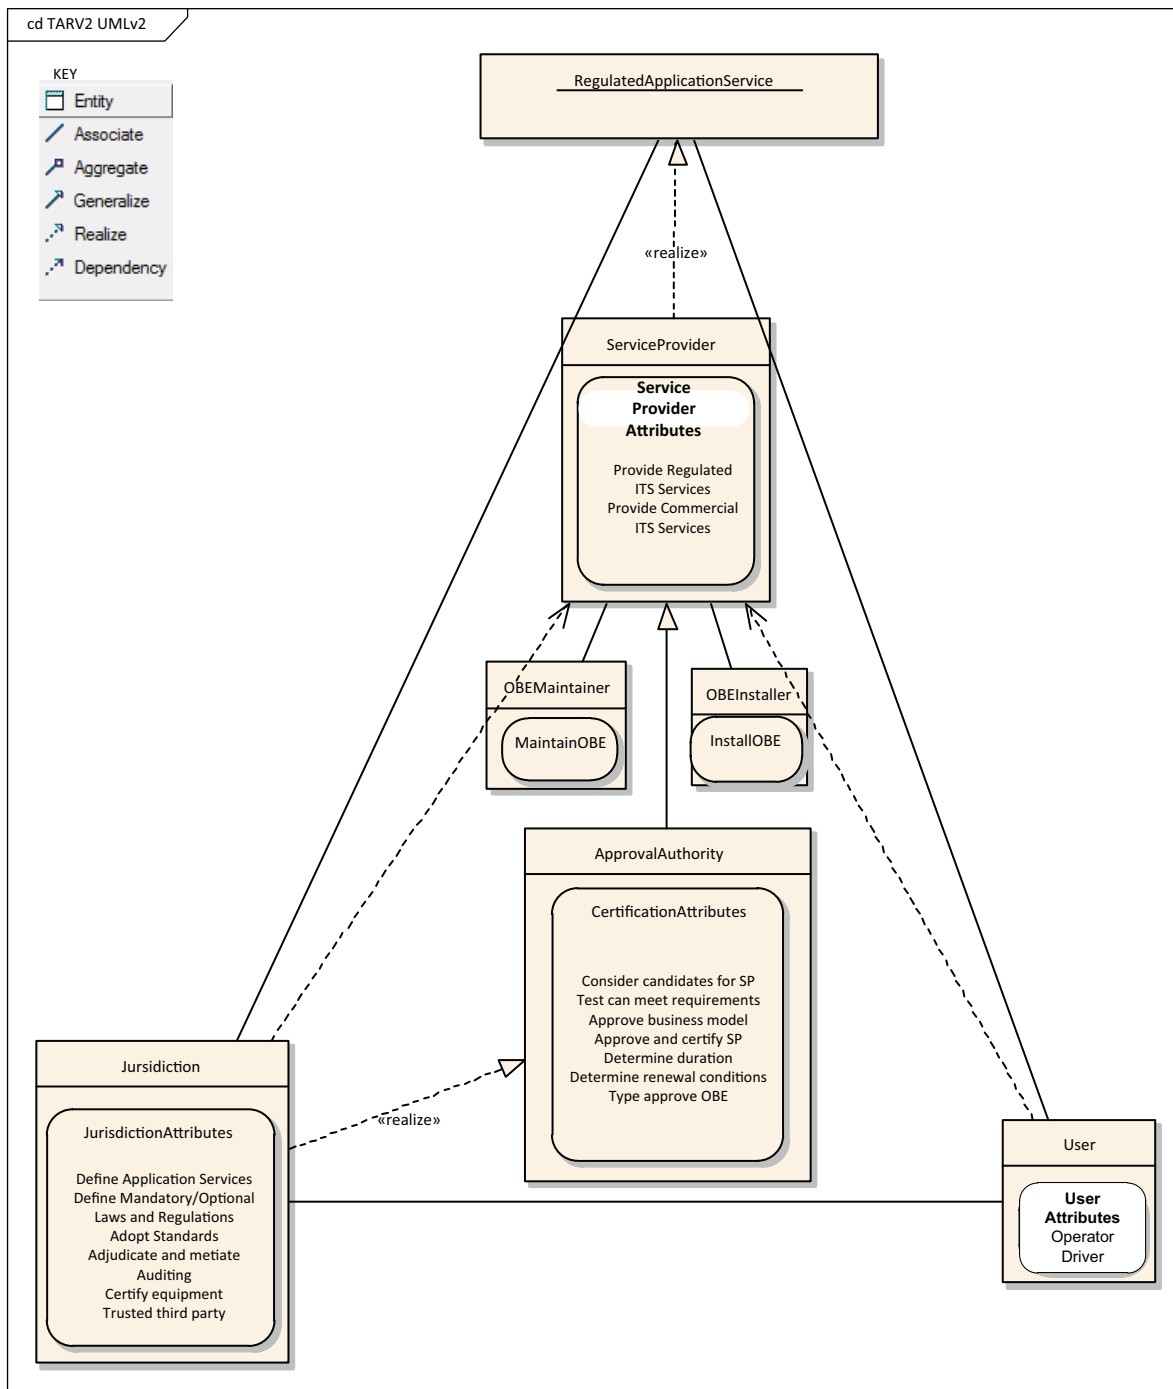 cd TARV2 UMLv2
KEY
Entity
Associate
Aggregate
Generalize
Realize
Dependency
RegulatedApplicationService
«realize»
ServiceProvider
Service
Provider
Attributes
Provide Regulated
ITS Services
Provide Commercial
ITS Services
OBEMaintainer
MaintainOBE
OBEInstaller
InstallOBE
ApprovalAuthority
CertificationAttributes
Consider candidates for SP
Test can meet requirements
Approve business model
Approve and certify SP
Determine duration
Determine renewal conditions
Type approve OBE
«realize»
Jursidiction
JurisdictionAttributes
Define Application Services
Define Mandatory/Optional
Laws and Regulations
Adopt Standards
Adjudicate and metiate
Auditing
Certify equipment
Trusted third party
User
User
Attributes
Operator
Driver